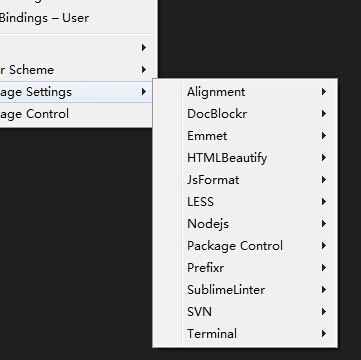 Bindings – User
r Scheme
age Settings
age Control
Alignment
DocBlockr
Emmet
HTMLBeautify
JsFormat
LESS
Nodejs
Package Control
Prefixr
SublimeLinter
SVN
Terminal